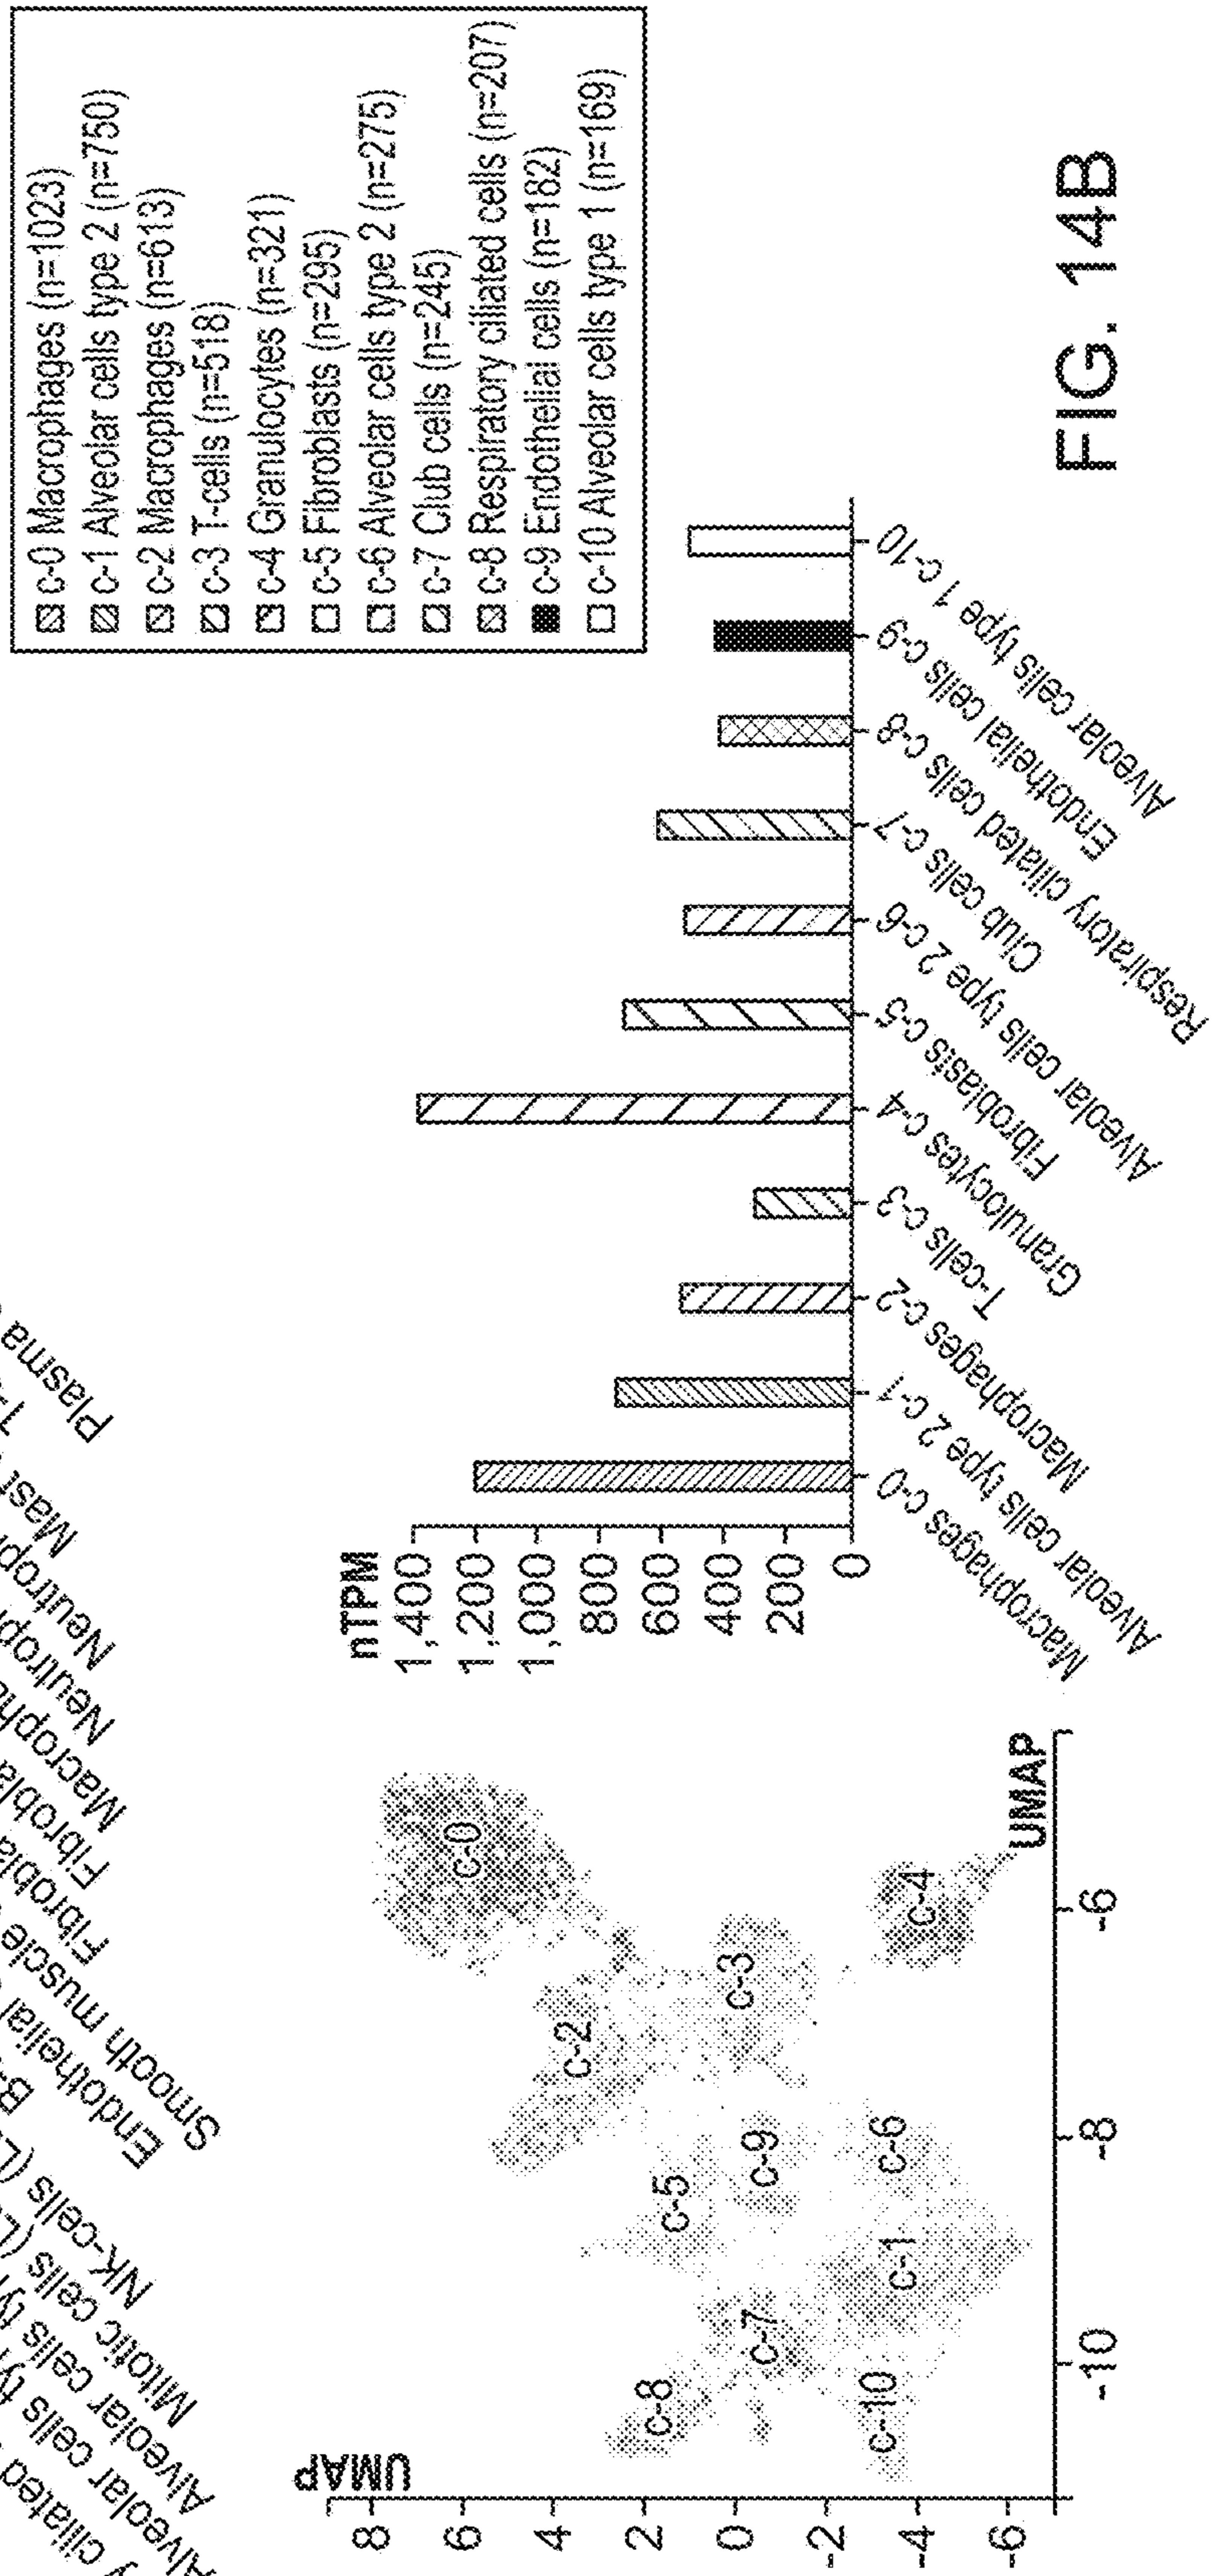 Plasma
Mast
Smooth muscle
Endothelial
NK-cells
Mitotic cells
Alveolar cells
Alveolar cells
ciliated
UMAP
8
6
4
2
0
-2
-4
-6
c-0
c-2
c-3
c-4
c-5
c-9
c-6
c-1
c-7
c-8
c-10
-10
-8
-6
UMAP
nTPM
1,400
1,200
1,000
800
600
400
200
0
Macrophages c-0
Alveolar cells type 2 c-1
Macrophages c-2
T-cells c-3
Granulocytes c-4
Fibroblasts c-5
Alveolar cells type 2 c-6
Club cells c-7
Respiratory ciliated cells c-8
Endothelial cells c-9
Alveolar cells type 1 c-10
c-0 Macrophages (n=1023)
c-1 Alveolar cells type 2 (n=750)
c-2 Macrophages (n=613)
c-3 T-cells (n=518)
c-4 Granulocytes (n=321)
c-5 Fibroblasts (n=295)
c-6 Alveolar cells type 2 (n=275)
c-7 Club cells (n=245)
c-8 Respiratory ciliated cells (n=207)
c-9 Endothelial cells (n=182)
c-10 Alveolar cells type 1 (n=169)
FIG. 14B